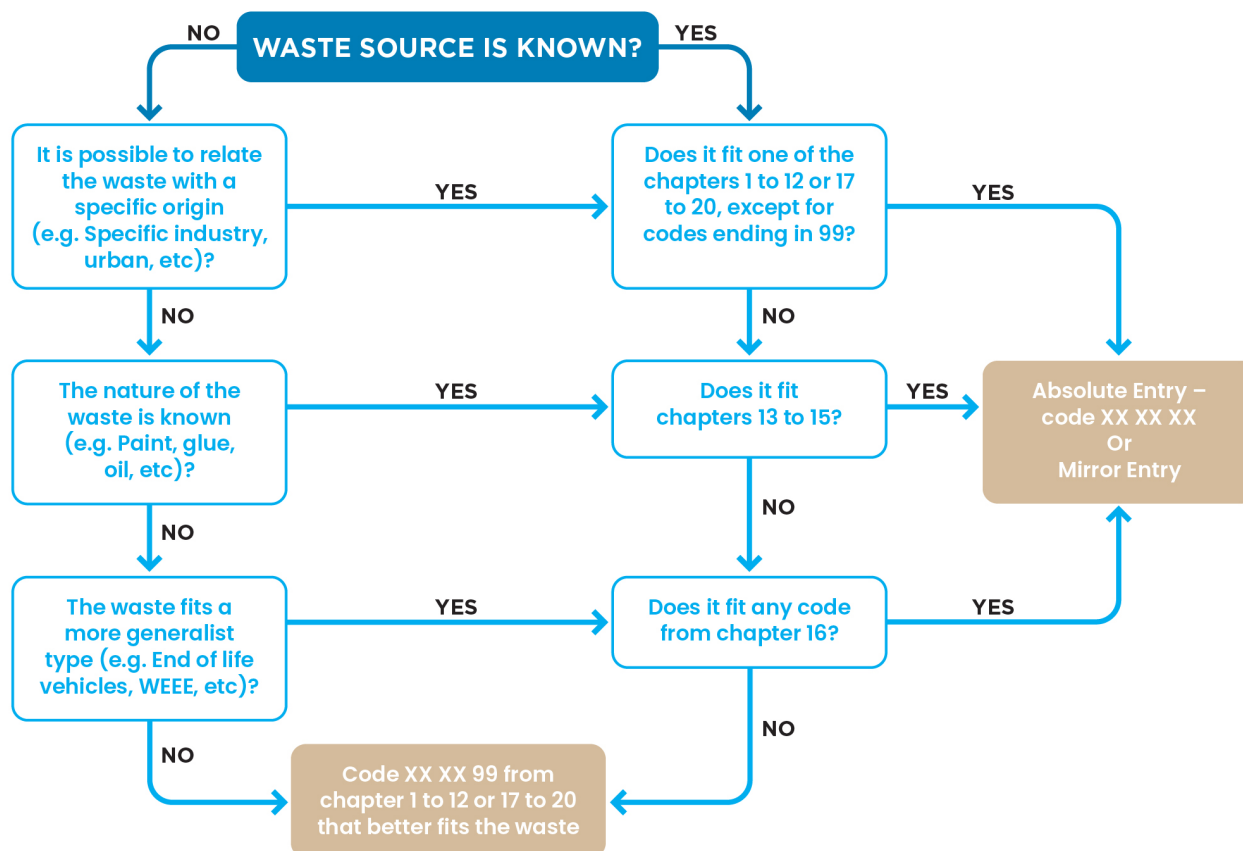 NO
WASTE SOURCE IS KNOWN?
YES
It is possible to relate
the waste with a
specific origin
(e.g. Specific industry,
urban, etc)?
YES
Does it fit one of the
chapters 1 to 12 or 17
to 20, except for
codes ending in 99?
YES
NO
NO
The nature of the
waste is known
(e.g. Paint, glue,
oil, etc)?
YES
Does it fit
chapters 13 to 15?
YES
Absolute Entry –
code XX XX XX
Or
Mirror Entry
NO
NO
The waste fits a
more generalist
type (e.g. End of life
vehicles, WEEE, etc)?
YES
Does it fit any code
from chapter 16?
YES
NO
NO
Code XX XX 99 from
chapter 1 to 12 or 17 to 20
that better fits the waste